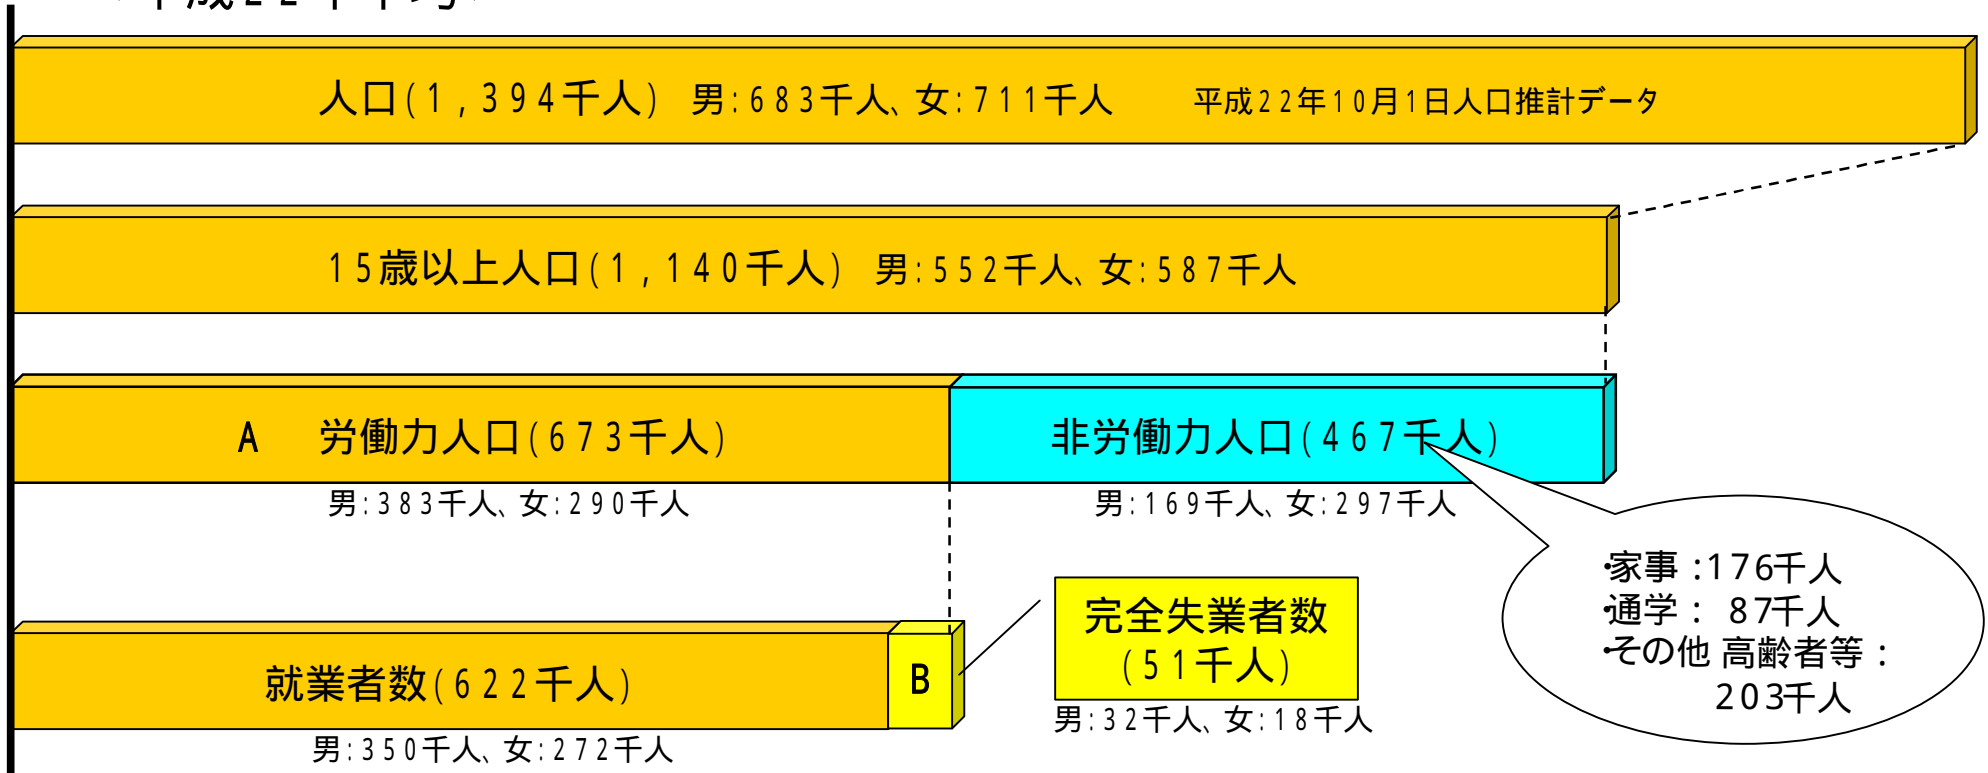 人口(1,394千人) 男:683千人、女:711千人 平成22年10月1日人口推計データ
15歳以上人口(1,140千人) 男:552千人、女:587千人
A 労働力人口(673千人)
非労働力人口(467千人)
男:383千人、女:290千人
男:169千人、女:297千人
・家事:176千人
・通学: 87千人
・その他 高齢者等:
203千人
完全失業者数
(51千人)
男:32千人、女:18千人
就業者数(622千人)
B
男:350千人、女:272千人